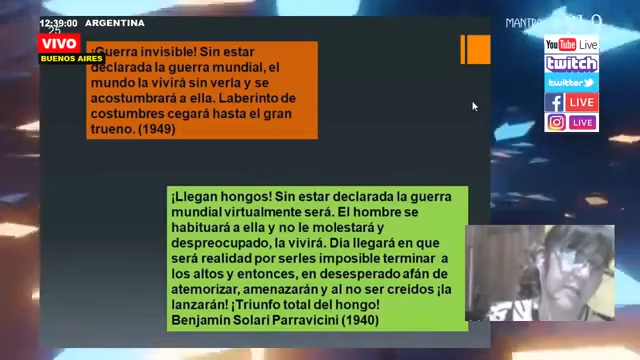 12:39:00 ARGENTINA
25
VIVO
BUENOS AIRES
¡Guerra invisible! Sin estar
declarada la guerra mundial, el
mundo la vivirá sin verla y se
acostumbrará a ella. Laberinto de
costumbres cegará hasta el gran
trueno. (1949)
¡Llegan hongos! Sin estar declarada la guerra
mundial virtualmente será. El hombre se
habituará a ella y no le molestará y
despreocupado, la vivirá. Día llegará en que
será realidad por serles imposible terminar a
los altos y entonces, en desesperado afán de
atemorizar, amenazarán y al no ser creidos ¡la
lanzarán! ¡Triunfo total del hongo!
Benjamin Solari Parravicini (1940)
YouTube Live
twitch
twitter
LIVE
LIVE